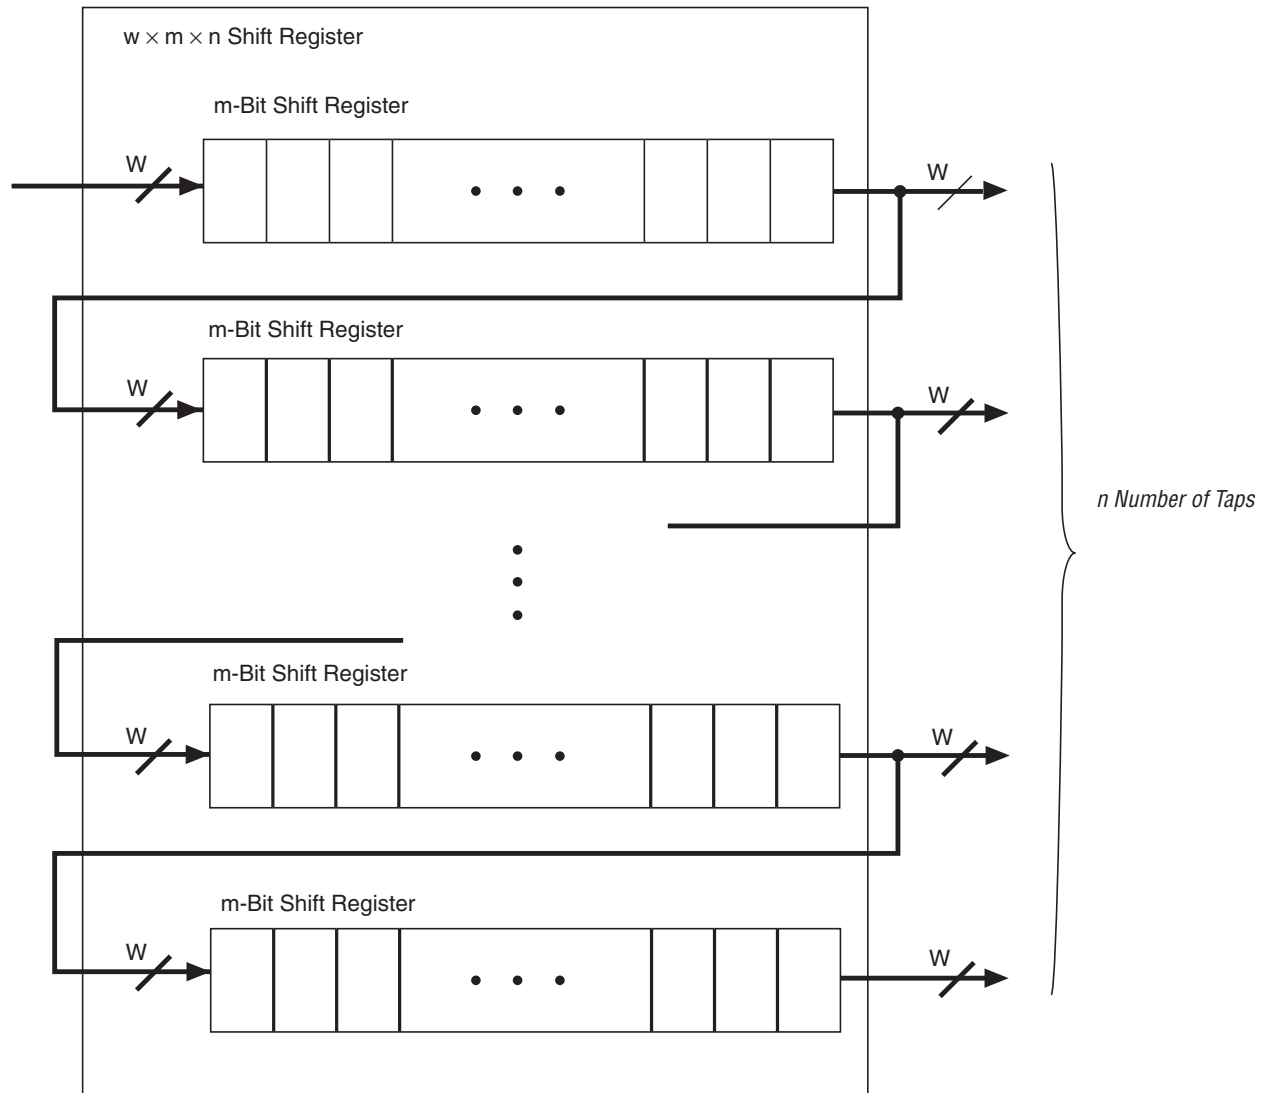 w × m × n Shift Register
m-Bit Shift Register
W
W
m-Bit Shift Register
W
W
n Number of Taps
m-Bit Shift Register
W
W
m-Bit Shift Register
W
W